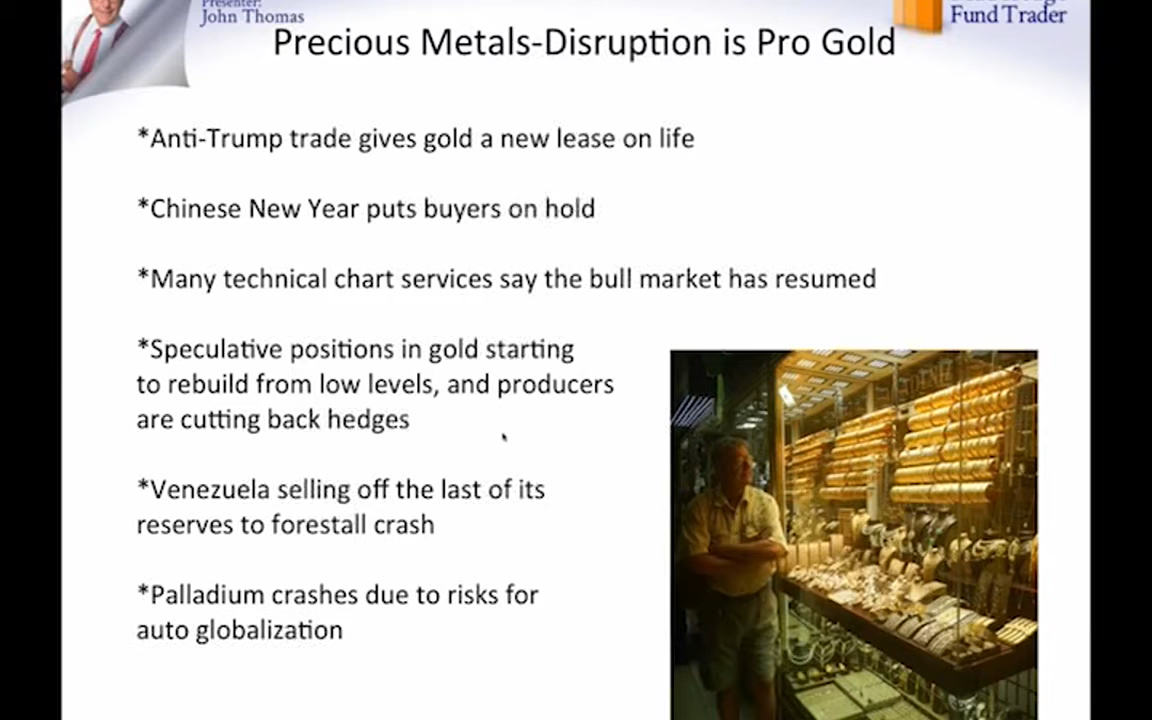 Presenter:
John Thomas
Fund Trader
Precious Metals-Disruption is Pro Gold
*Anti-Trump trade gives gold a new lease on life
*Chinese New Year puts buyers on hold
*Many technical chart services say the bull market has resumed
*Speculative positions in gold starting
to rebuild from low levels, and producers
are cutting back hedges
*Venezuela selling off the last of its
reserves to forestall crash
*Palladium crashes due to risks for
auto globalization